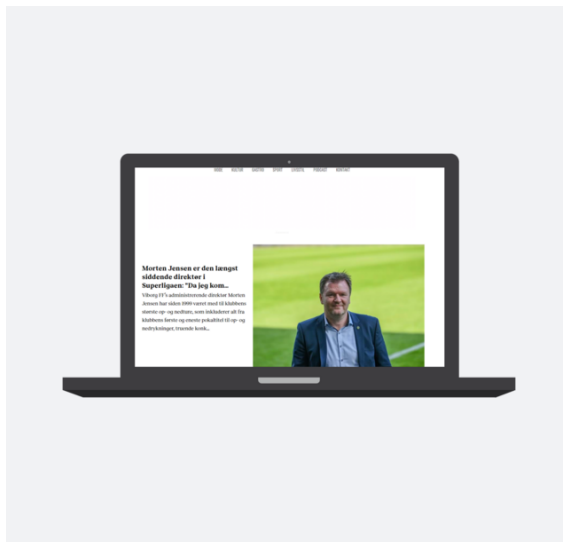 Morten Jensen er den længst
siddende direktør i
Superligaen: "Da jeg kom...
Viborg FF's administrerende direktør Morten
Jensen har siden 1999 været med til klubbens
største op- og nedture, som inkluderer alt fra
klubbens første og eneste pokaltitel til op- og
nedrykninger, truende konk...